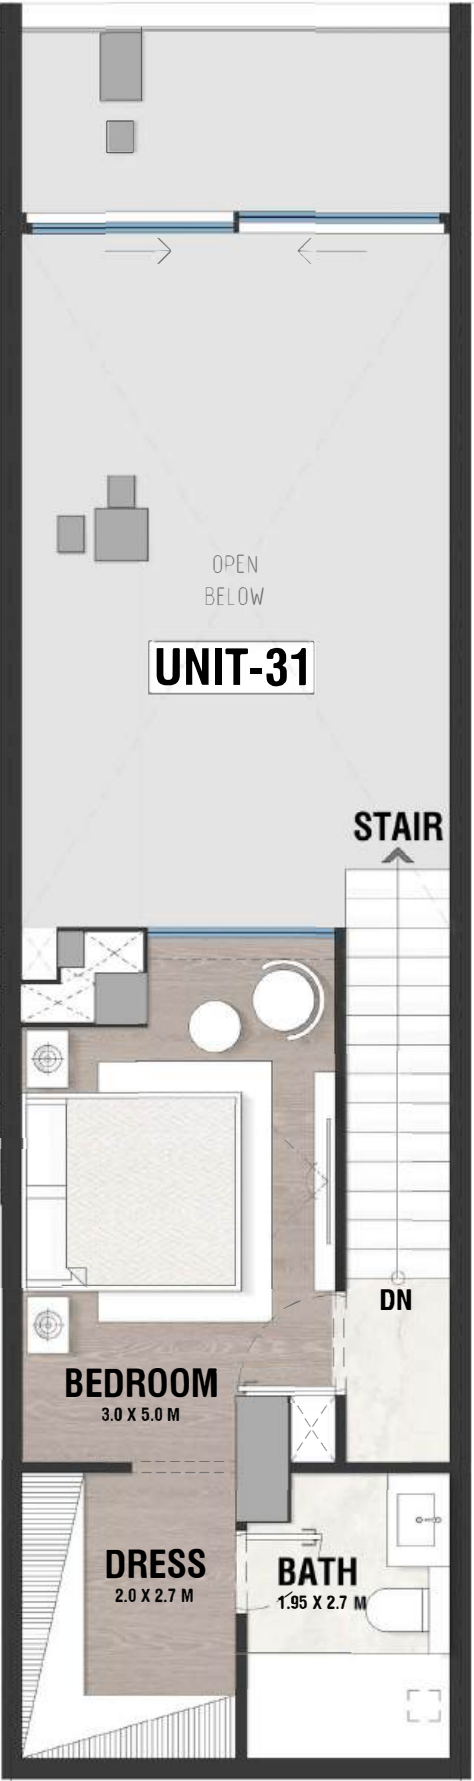 OPEN
BELOW
UNIT-31
STAIR
DN
BEDROOM
3.0 X 5.0 M
DRESS
2.0 X 2.7 M
BATH
1.95 X 2.7 M